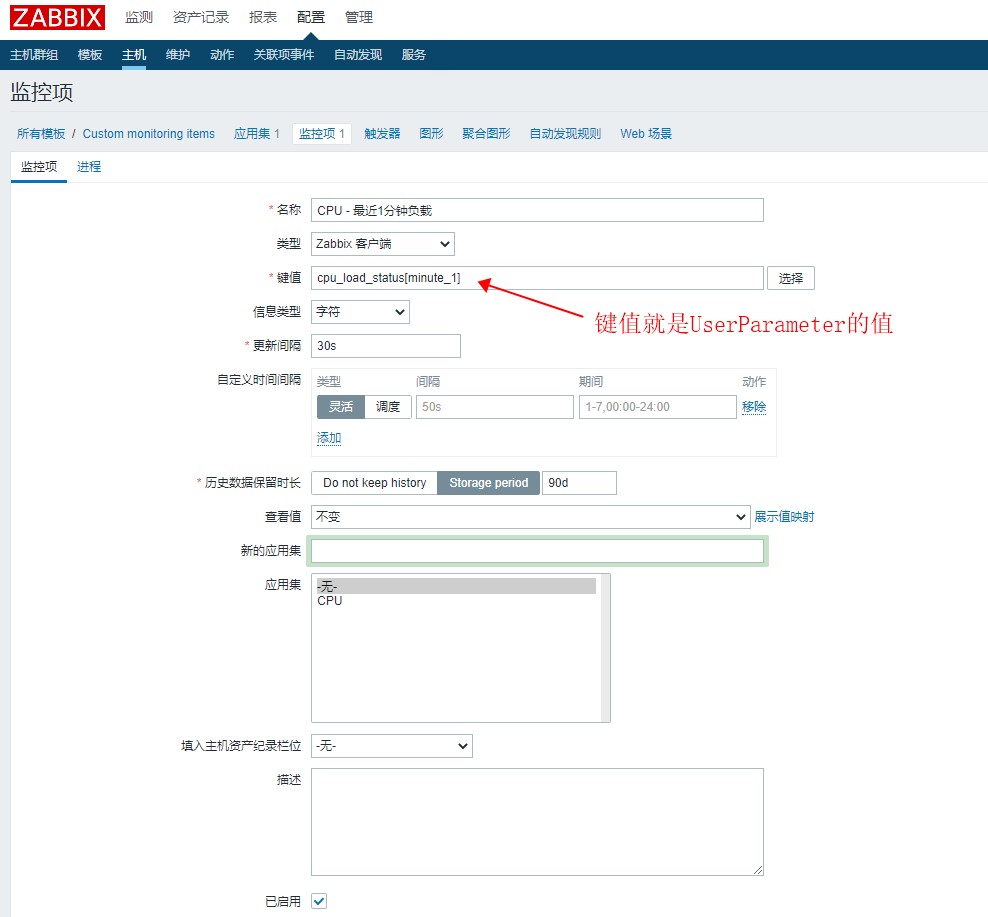 ZABBIX 监测 资产记录 报表 配置 管理
主机群组 模板 主机 维护 动作 关联项事件 自动发现 服务
监控项
所有模板 / Custom monitoring items 应用集 1 监控项 1 触发器 图形 聚合图形 自动发现规则 Web 场景
监控项 进程
* 名称 CPU - 最近1分钟负载
类型 Zabbix 客户端
* 键值 cpu_load_status[minute_1] 选择
信息类型 字符
键值就是UserParameter的值
* 更新间隔 30s
自定义时间间隔 类型 间隔 期间 动作
灵活 调度 50s 1-7,00:00-24:00 移除
添加
* 历史数据保留时长 Do not keep history Storage period 90d
查看值 不变 展示值映射
新的应用集
应用集 -无-
CPU
填入主机资产纪录栏位 -无-
描述
已启用